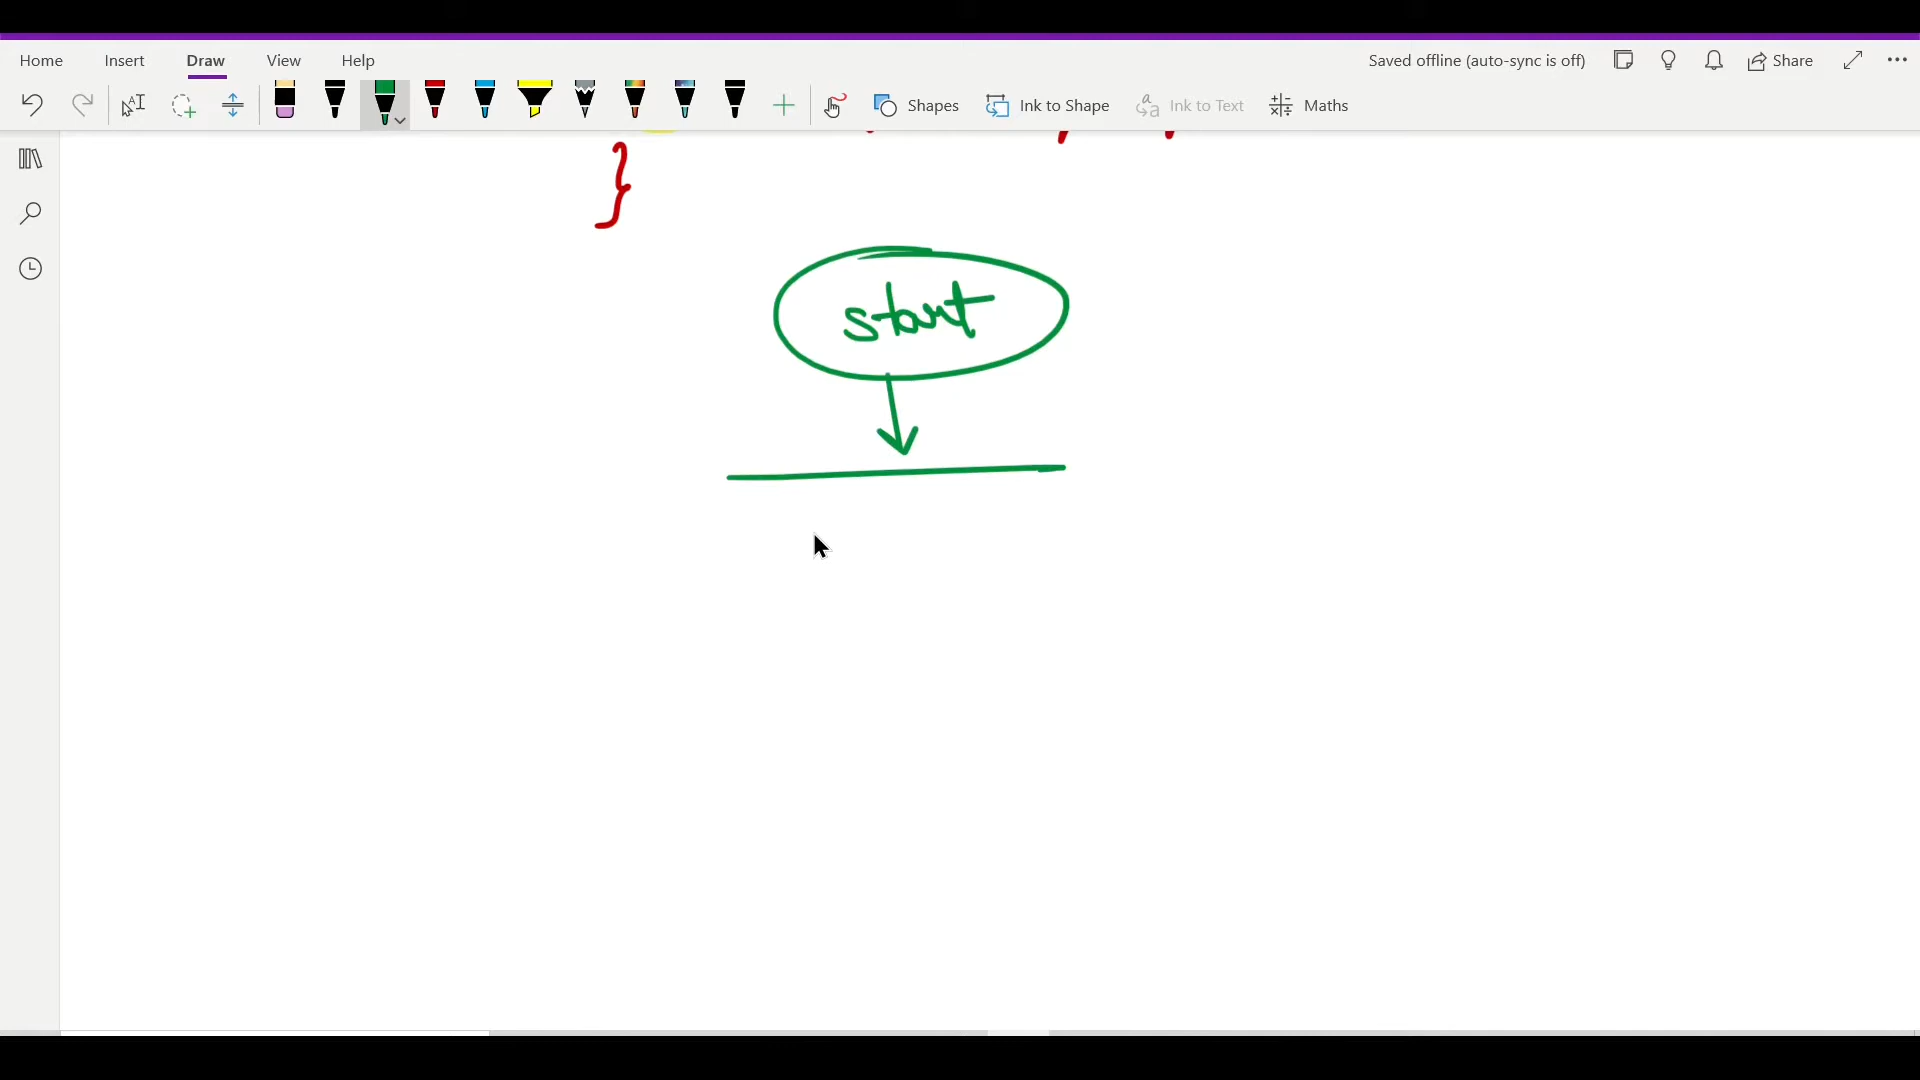 Home Insert Draw View Help Saved offline (auto-sync is off) Share
Shapes Ink to Shape Ink to Text Maths
}
start